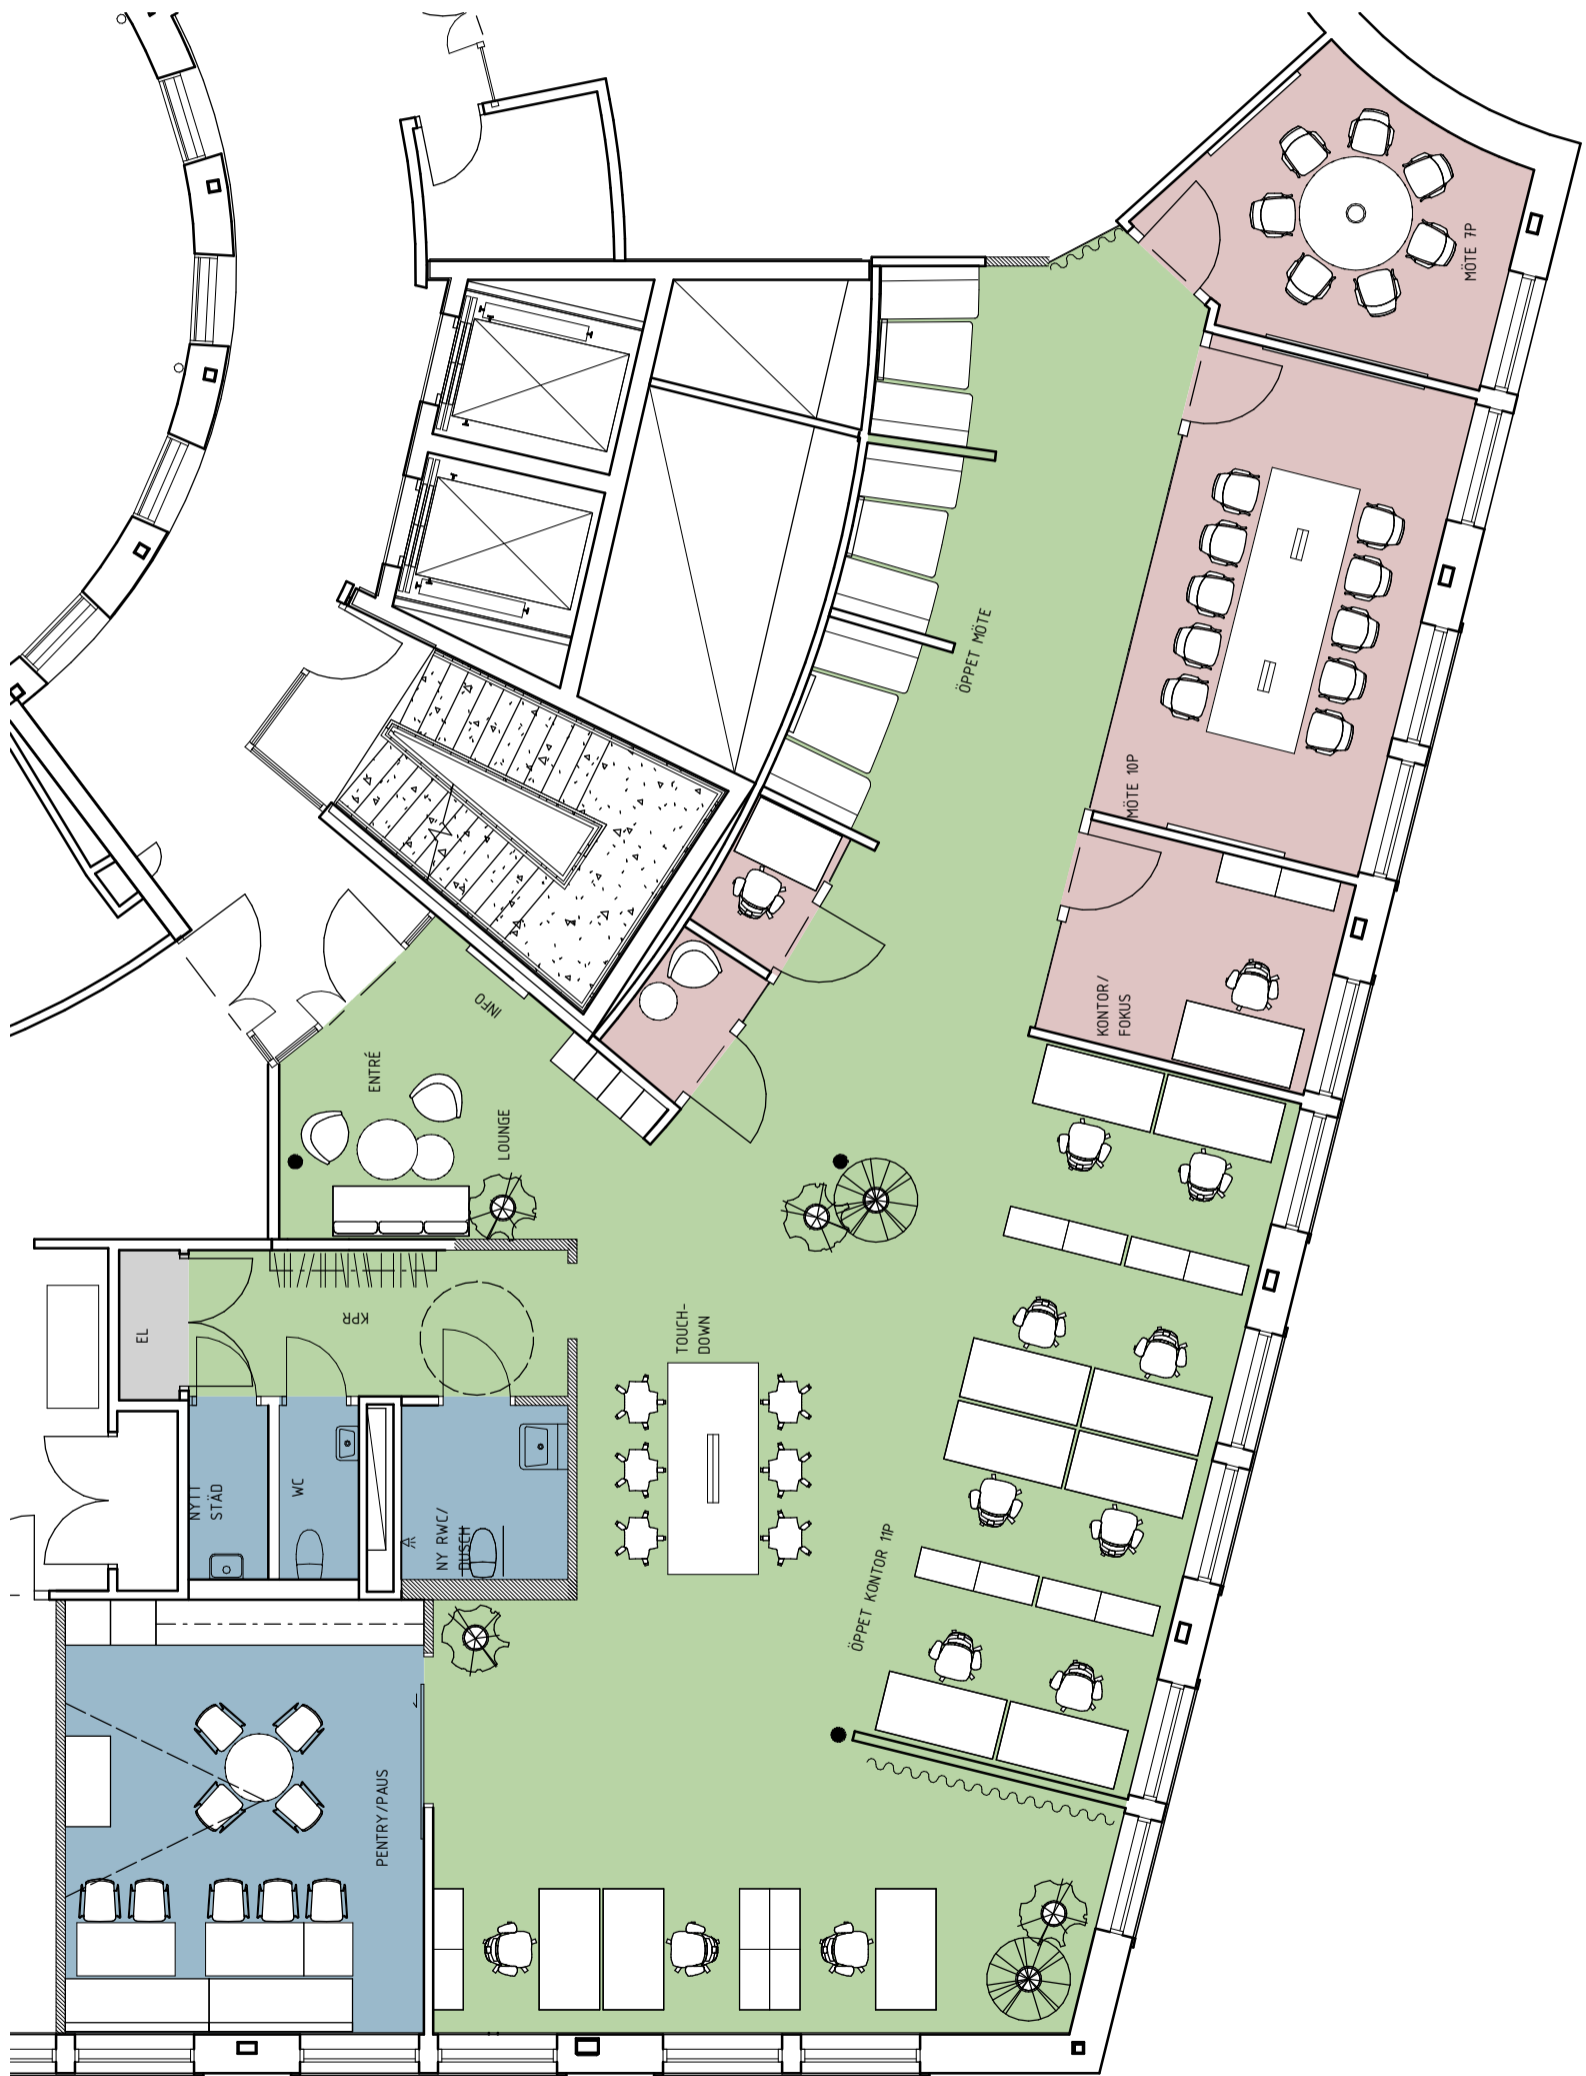 MÖTE 7P
ÖPPET MÖTE
MÖTE 10P
KONTOR/
FOKUS
INFO
ENTRÉ
LOUNGE
EL
KPR
TOUCH-
DOWN
NYTT
STÄD
WC
NY RWC/
DUSCH
ÖPPET KONTOR 11P
PENTRY/PAUS